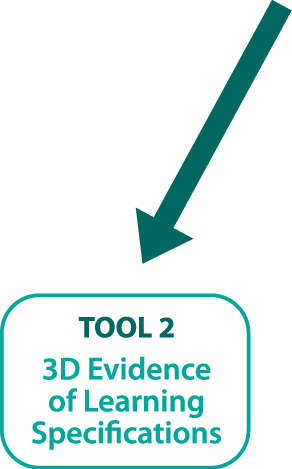 TOOL 2
3D Evidence
of Learning
Specifications